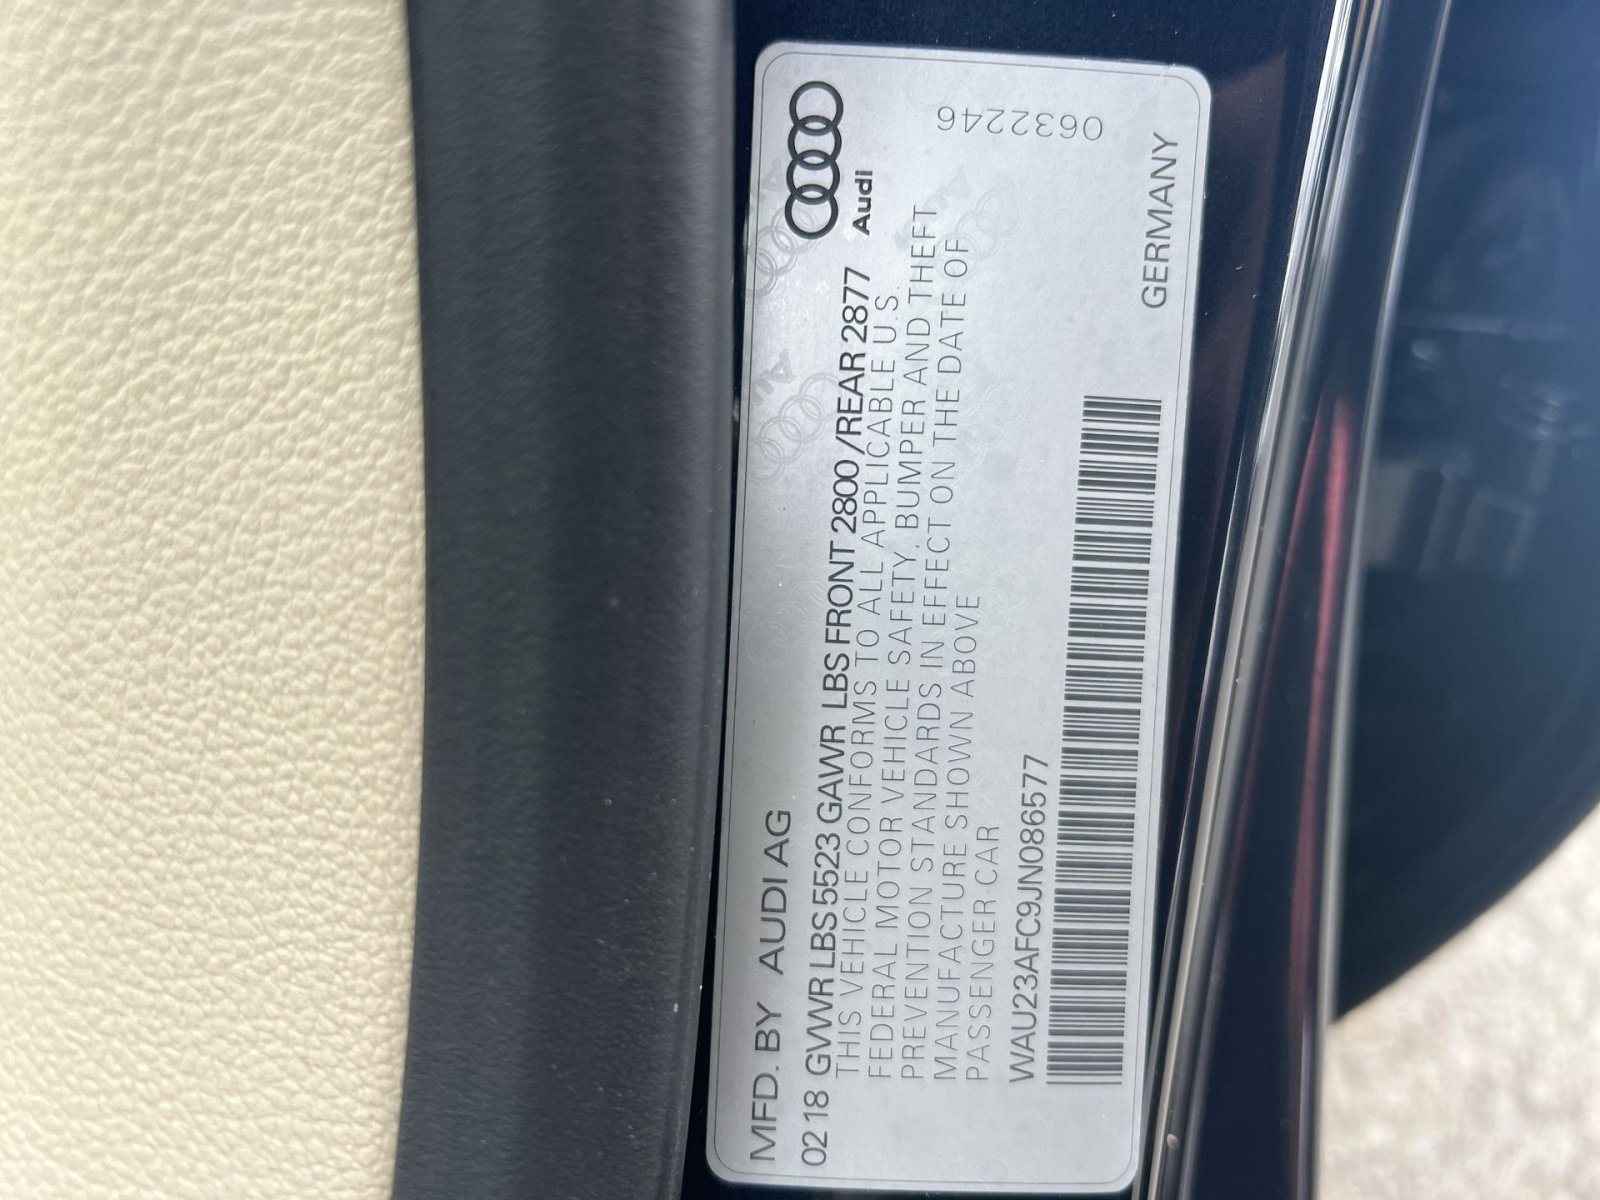 MFD. BY AUDI AG
02 18 GVWR LBS 5523 GAWR LBS FRONT 2800 /REAR 2877
THIS VEHICLE CONFORMS TO ALL APPLICABLE U.S.
FEDERAL MOTOR VEHICLE SAFETY, BUMPER AND THEFT
PREVENTION STANDARDS IN EFFECT ON THE DATE OF
MANUFACTURE SHOWN ABOVE
PASSENGER CAR
WAU23AFC9JN086577
Audi
0632246
GERMANY
Audi
Audi